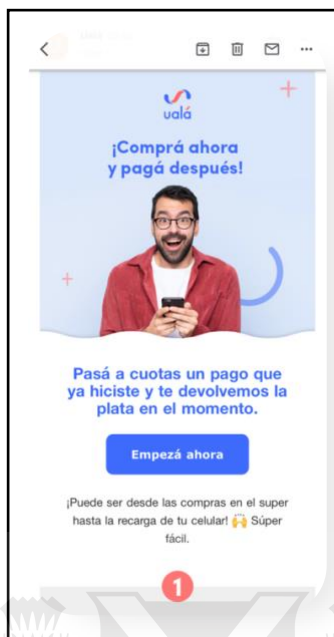 ualá
¡Comprá ahora
y pagá después!
Pasá a cuotas un pago que
ya hiciste y te devolvemos la
plata en el momento.
Empezá ahora
¡Puede ser desde las compras en el super
hasta la recarga de tu celular! 🙌 Súper
fácil.
1